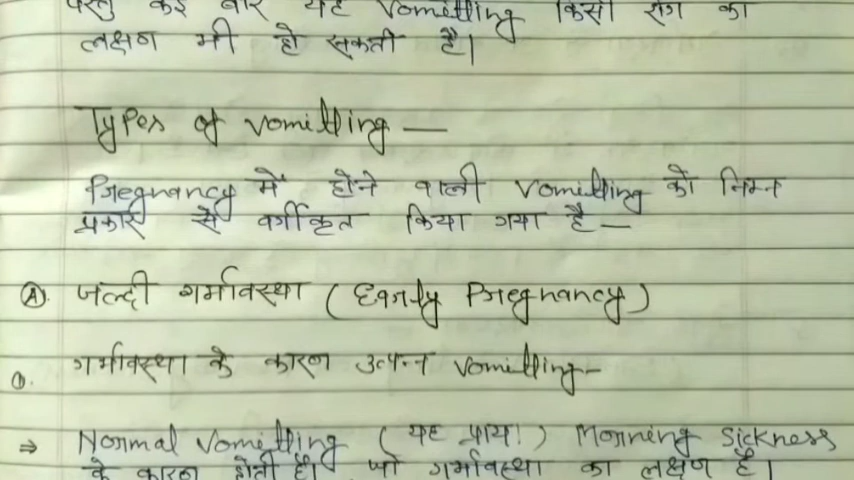 परन्तु कई बार यह Vomitting किसी रोग का
लक्षण भी हो सकती है।
Types of vomitting —
Pregnancy में होने वाली vomitting को निम्न
प्रकार से वर्गीकृत किया गया है —
(A). जल्दी गर्भावस्था ( Early Pregnancy )
(1). गर्भावस्था के कारण उत्पन्न vomitting-
⇒ Normal Vomitting ( यह प्राय: ) Morning Sickness
के कारण होती है। जो गर्भावस्था का लक्षण है।